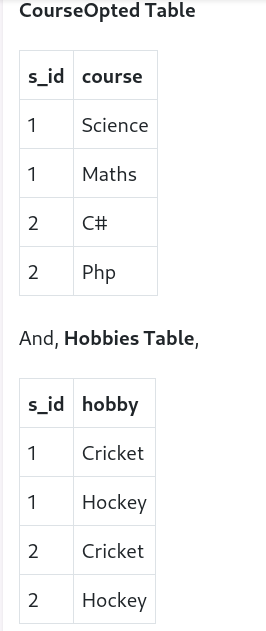 CourseOpted Table
s_id course
1 Science
1 Maths
2 C#
2 Php
And, Hobbies Table,
s_id hobby
1 Cricket
1 Hockey
2 Cricket
2 Hockey